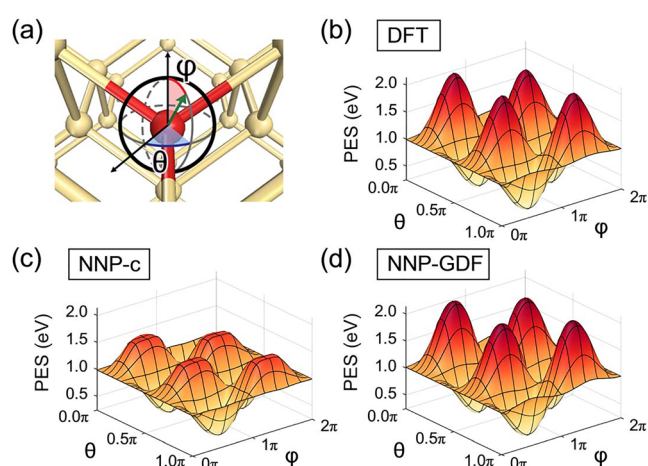 (a)
φ
θ
(b) DFT
PES (eV)
2.0
1.5
1.0
0.5
0.0π
0.5π
1.0π
θ
0π
1π
2π
φ
(c) NNP-c
PES (eV)
2.0
1.5
1.0
0.5
0.0π
0.5π
1.0π
θ
0π
1π
2π
φ
(d) NNP-GDF
PES (eV)
2.0
1.5
1.0
0.5
0.0π
0.5π
1.0π
θ
0π
1π
2π
φ